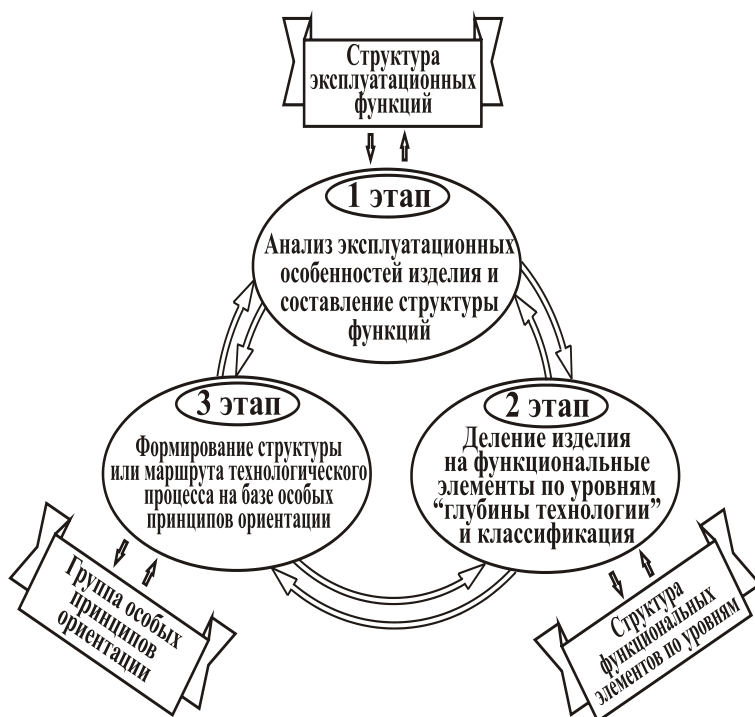 Структура
эксплуатационных
функций
1 этап
Анализ эксплуатационных
особенностей изделия и
составление структуры
функций
3 этап
Формирование структуры
или маршрута технологического
процесса на базе особых
принципов ориентации
2 этап
Деление изделия
на функциональные
элементы по уровням
“глубины технологии”
и классификация
Группа особых
принципов
ориентации
Структура
функциональных
элементов по уровням